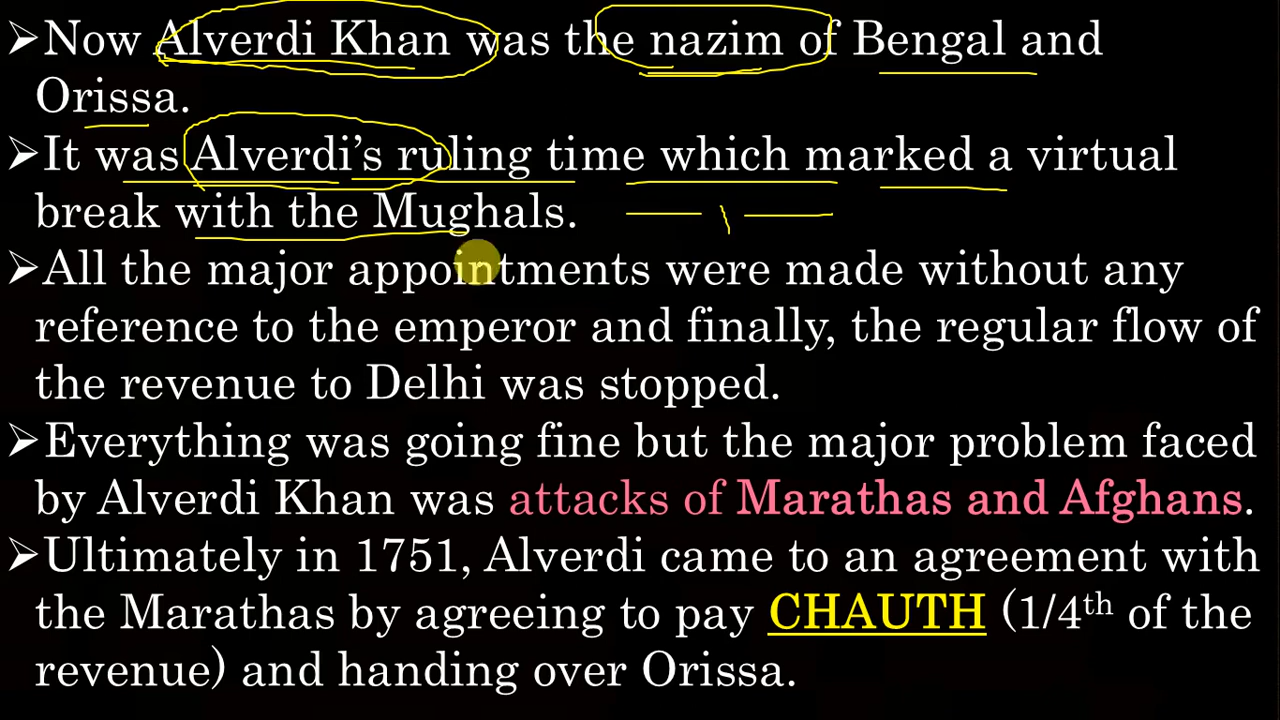 ➢Now Alverdi Khan was the nazim of Bengal and
Orissa.
➢It was Alverdi’s ruling time which marked a virtual
break with the Mughals.
➢All the major appointments were made without any
reference to the emperor and finally, the regular flow of
the revenue to Delhi was stopped.
➢Everything was going fine but the major problem faced
by Alverdi Khan was attacks of Marathas and Afghans.
➢Ultimately in 1751, Alverdi came to an agreement with
the Marathas by agreeing to pay CHAUTH (1/4th of the
revenue) and handing over Orissa.